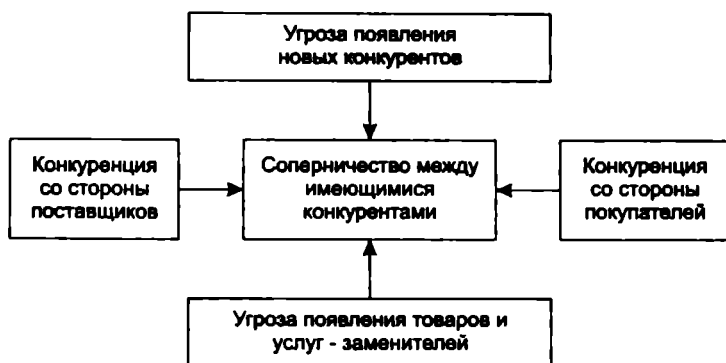 Угроза появления
новых конкурентов
Конкуренция
со стороны
поставщиков
Соперничество между
имеющимися
конкурентами
Конкуренция
со стороны
покупателей
Угроза появления товаров и
услуг - заменителей